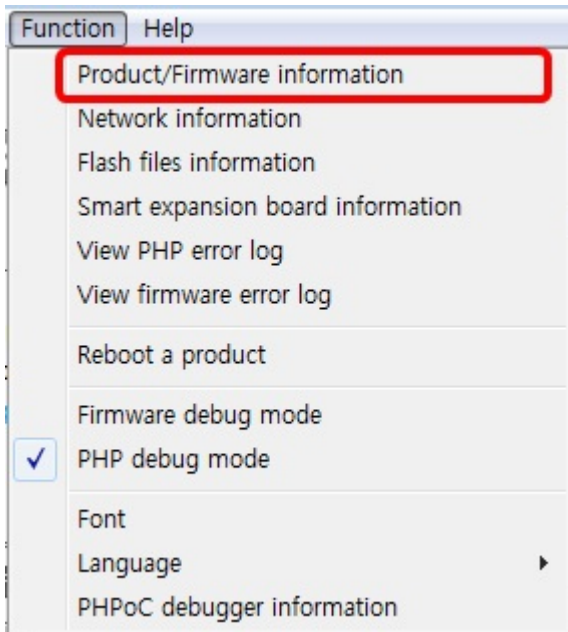 Function Help
Product/Firmware information
Network information
Flash files information
Smart expansion board information
View PHP error log
View firmware error log
Reboot a product
Firmware debug mode
PHP debug mode
Font
Language
PHPoC debugger information